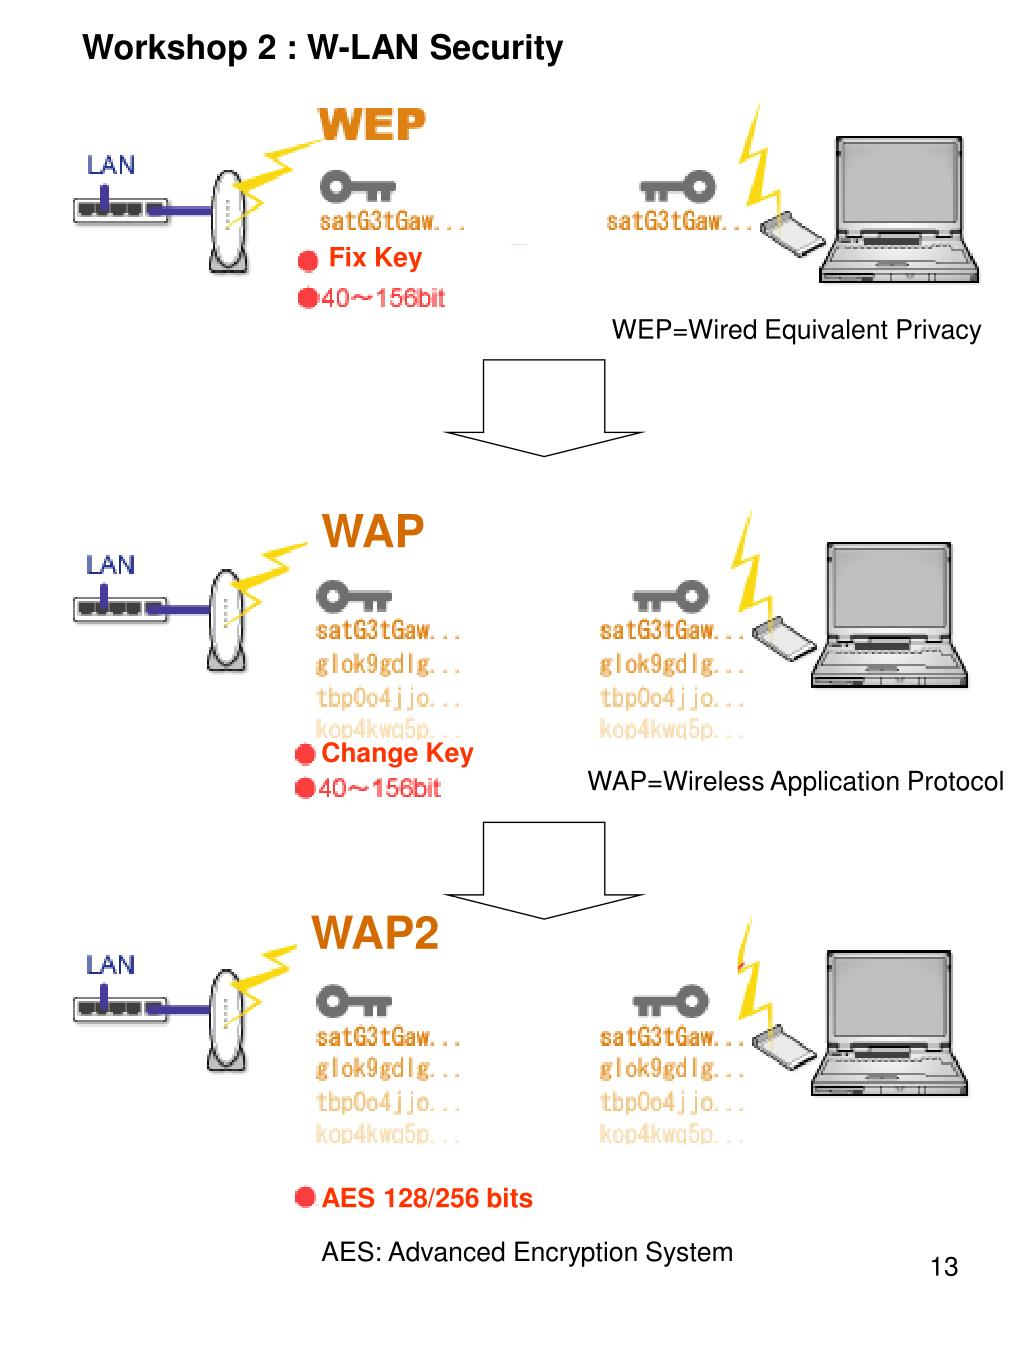 Workshop 2 : W-LAN Security
WEP
LAN
satG3tGaw...
satG3tGaw...
Fix Key
40～156bit
WEP=Wired Equivalent Privacy
WAP
LAN
satG3tGaw...
satG3tGaw...
glok9gdlg...
glok9gdlg...
tbp0o4jjo...
tbp0o4jjo...
kop4kwq5p...
kop4kwq5p...
Change Key
40～156bit
WAP=Wireless Application Protocol
WAP2
LAN
satG3tGaw...
satG3tGaw...
glok9gdlg...
glok9gdlg...
tbp0o4jjo...
tbp0o4jjo...
kop4kwq5p...
kop4kwq5p...
AES 128/256 bits
AES: Advanced Encryption System
13